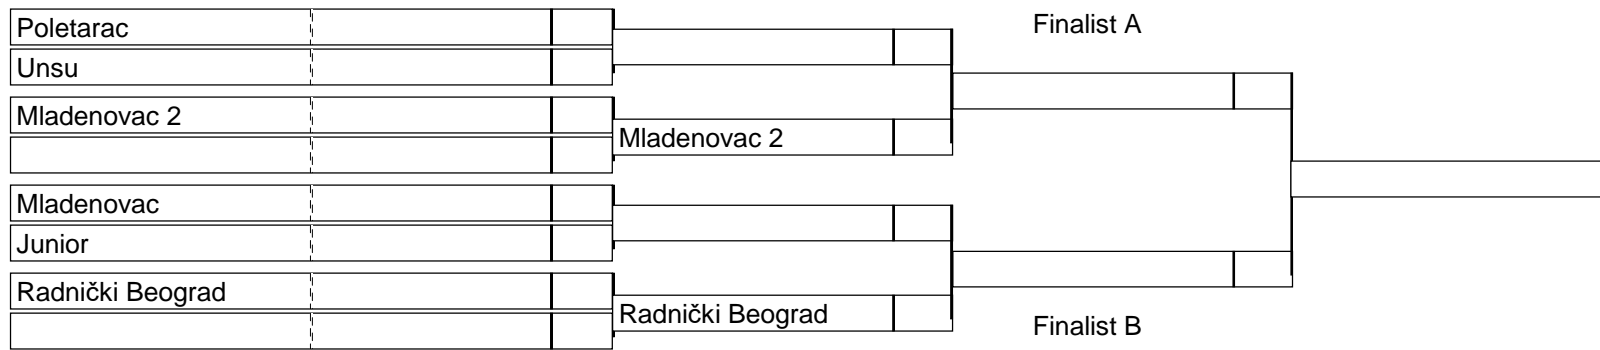 Poletarac
Unsu
Mladenovac 2
Mladenovac
Junior
Radnički Beograd
Mladenovac 2
Radnički Beograd
Finalist A
Finalist B